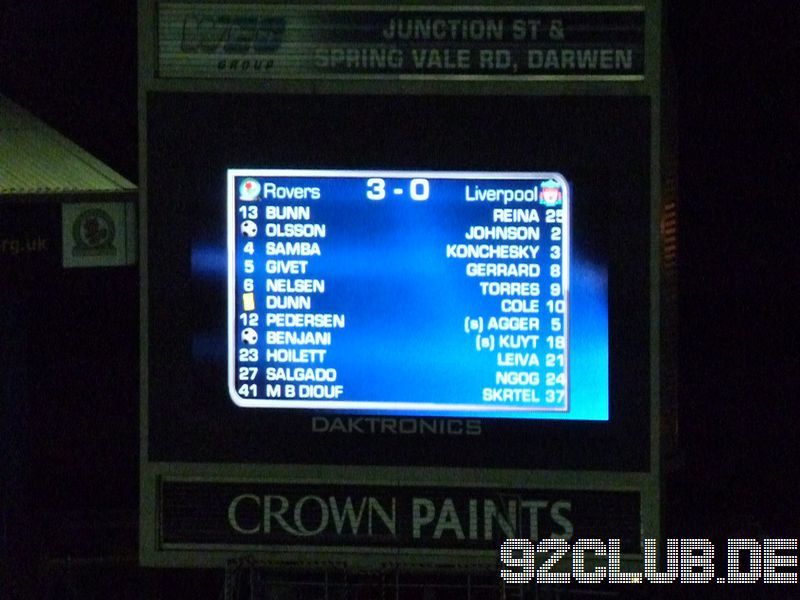 WEC
GROUP
JUNCTION ST &
SPRING VALE RD, DARWEN
rg.uk
Rovers 3 - 0 Liverpool
13 BUNN REINA 25
OLSSON JOHNSON 2
4 SAMBA KONCHESKY 3
5 GIVET GERRARD 8
6 NELSEN TORRES 9
DUNN COLE 10
12 PEDERSEN (s) AGGER 5
BENJANI (s) KUYT 18
23 HOILETT LEIVA 21
27 SALGADO NGOG 24
41 M B DIOUF SKRTEL 37
DAKTRONICS
CROWN PAINTS
9ZCLUB.DE